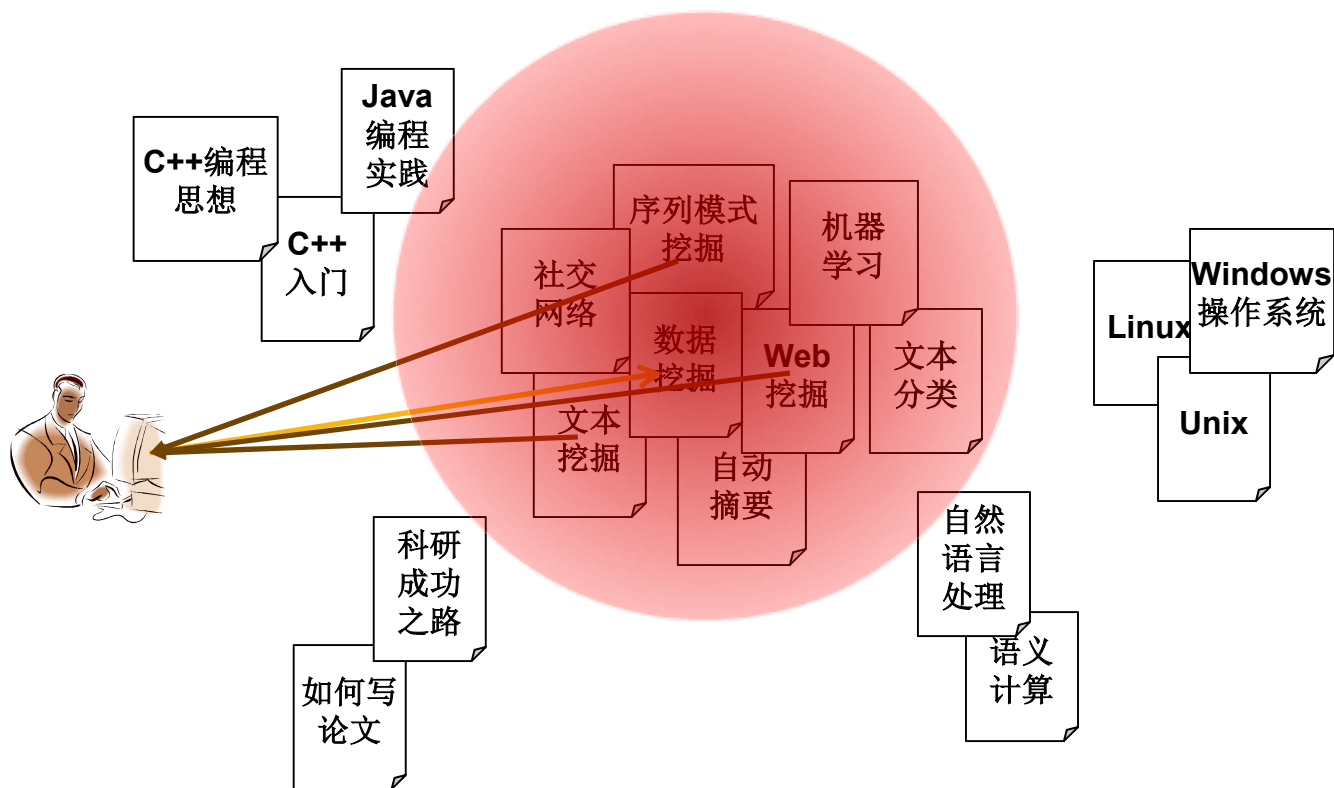 Java
编程
实践
C++编程
思想
C++
入门
序列模式
挖掘
机器
学习
社交
网络
数据
挖掘
Web
挖掘
文本
分类
文本
挖掘
自动
摘要
Windows
操作系统
Linux
Unix
科研
成功
之路
如何写
论文
自然
语言
处理
语义
计算